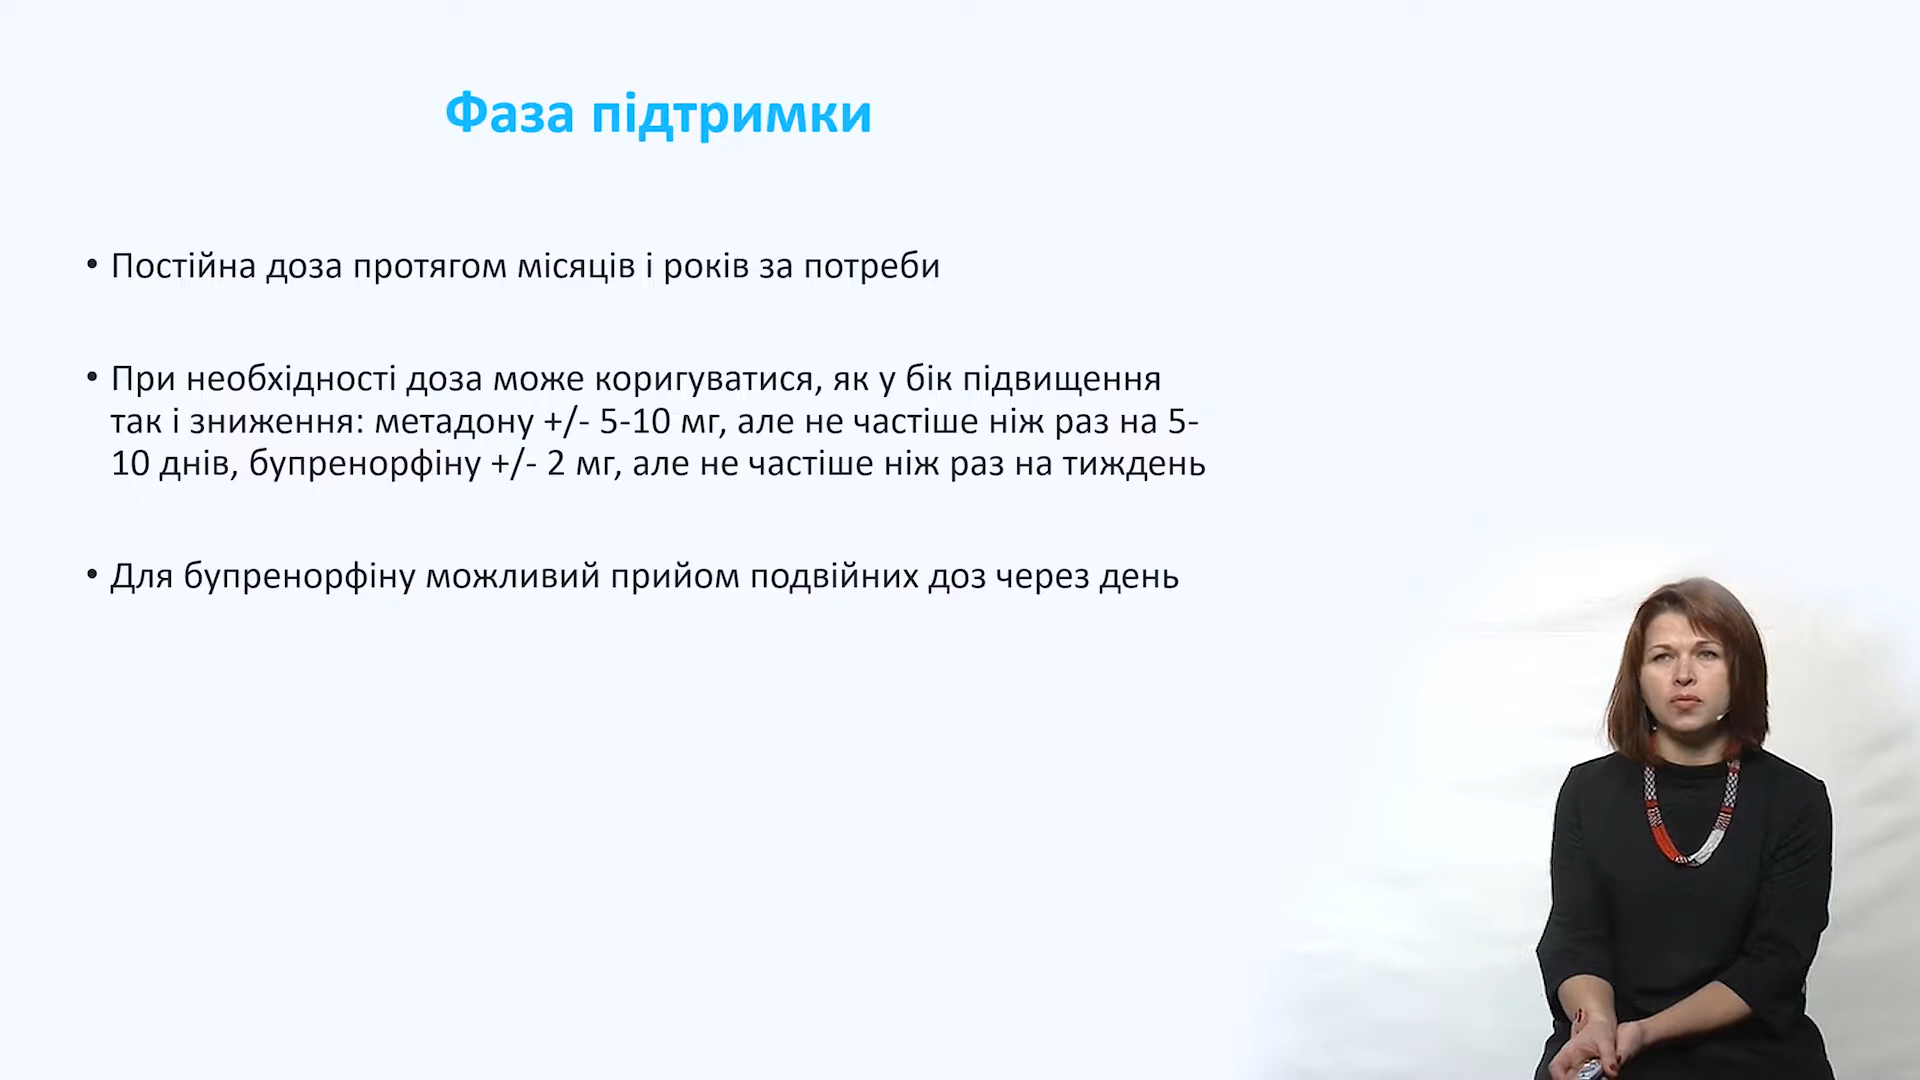 Фаза підтримки
• Постійна доза протягом місяців і років за потреби
• При необхідності доза може коригуватися, як у бік підвищення
так і зниження: метадону +/- 5-10 мг, але не частіше ніж раз на 5-
10 днів, бупренорфіну +/- 2 мг, але не частіше ніж раз на тиждень
• Для бупренорфіну можливий прийом подвійних доз через день